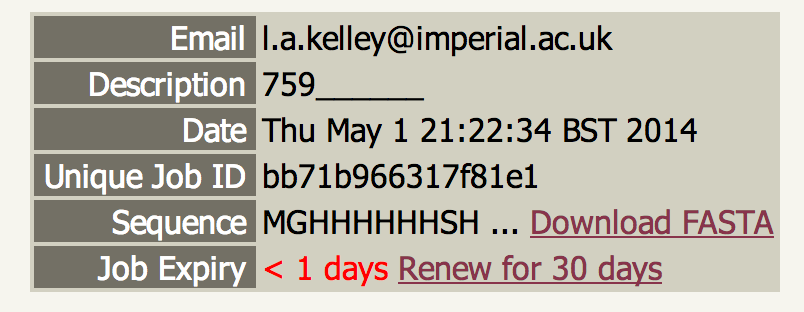 Email l.a.kelley@imperial.ac.uk
Description 759______
Date Thu May 1 21:22:34 BST 2014
Unique Job ID bb71b966317f81e1
Sequence MGHHHHHHSH ... Download FASTA
Job Expiry < 1 days Renew for 30 days